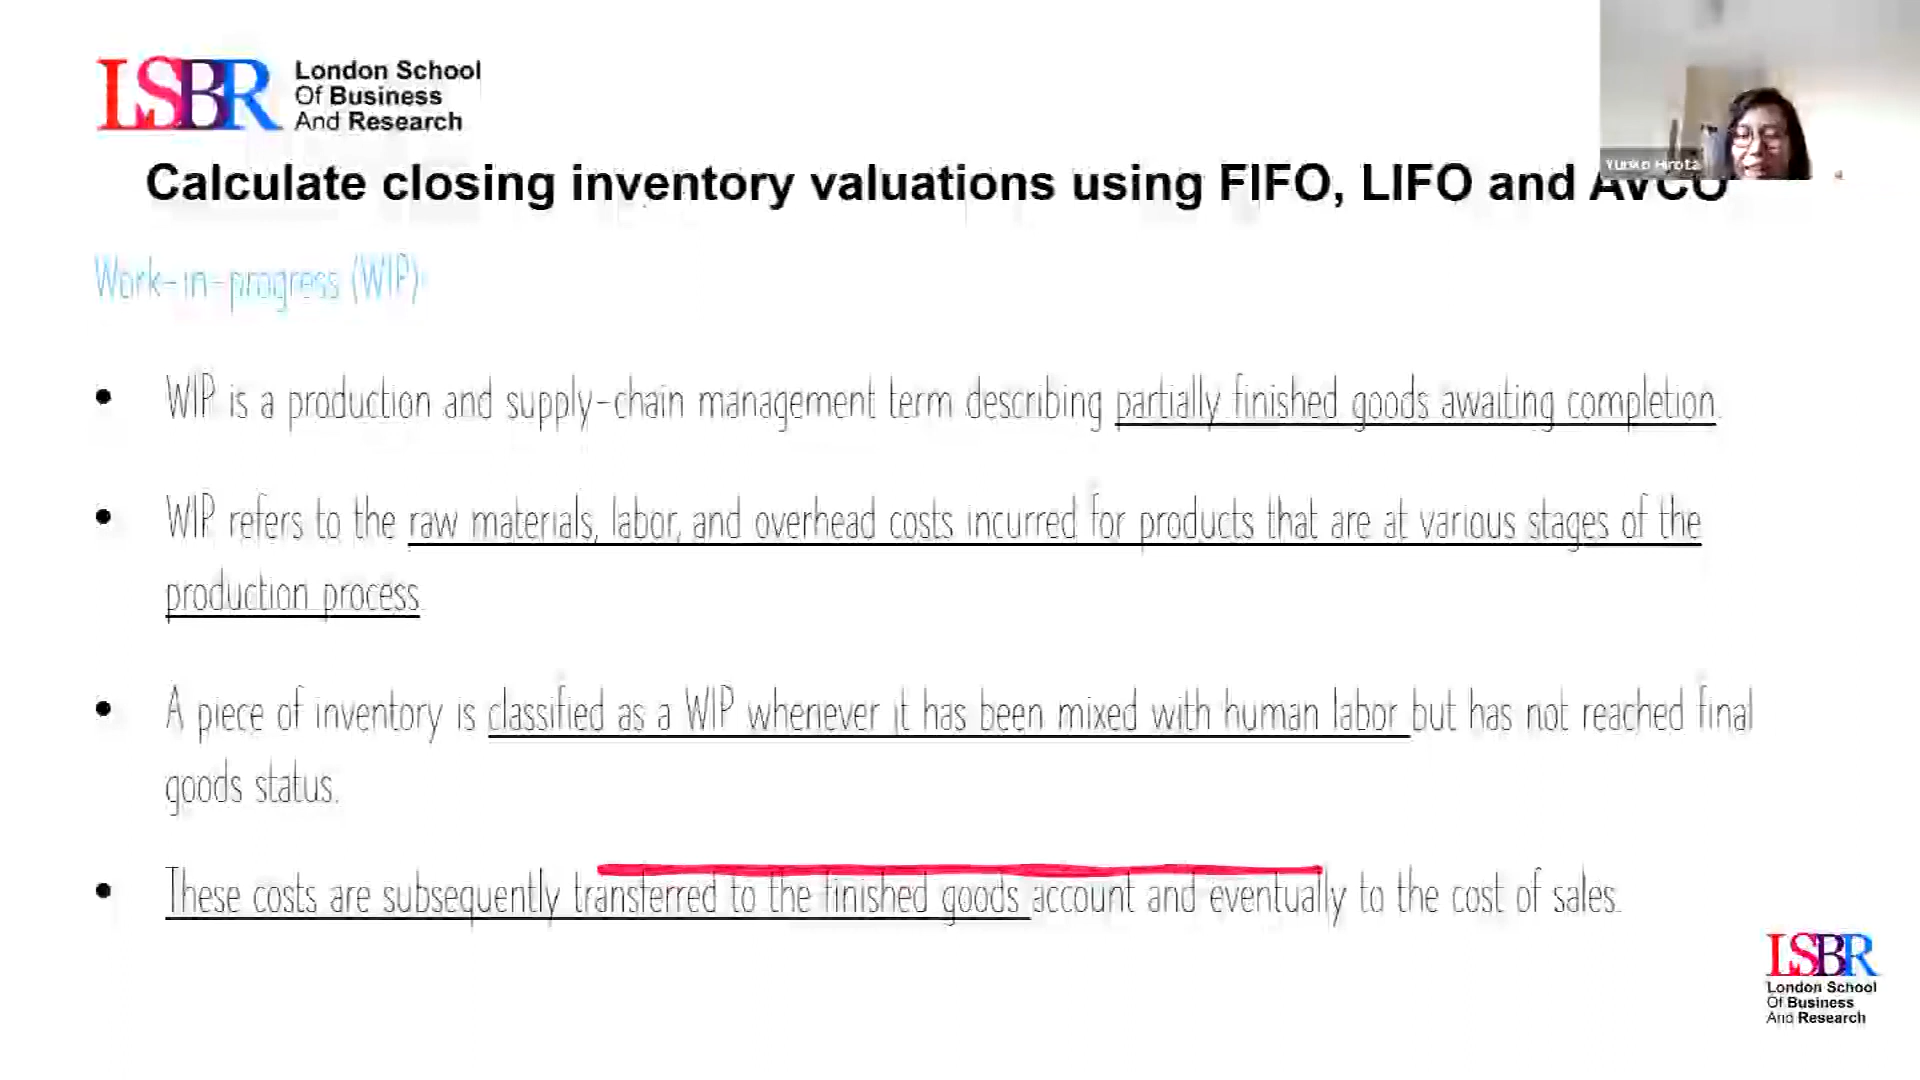 LSBR London School
Of Business
And Research
Yuriko Hirota
Calculate closing inventory valuations using FIFO, LIFO and AVCO
Work-in-progress (WIP)
• WIP is a production and supply-chain management term describing partially finished goods awaiting completion.
• WIP refers to the raw materials, labor, and overhead costs incurred for products that are at various stages of the
production process
• A piece of inventory is classified as a WIP whenever it has been mixed with human labor but has not reached final
goods status.
• These costs are subsequently transferred to the finished goods account and eventually to the cost of sales.
LSBR
London School
Of Business
And Research